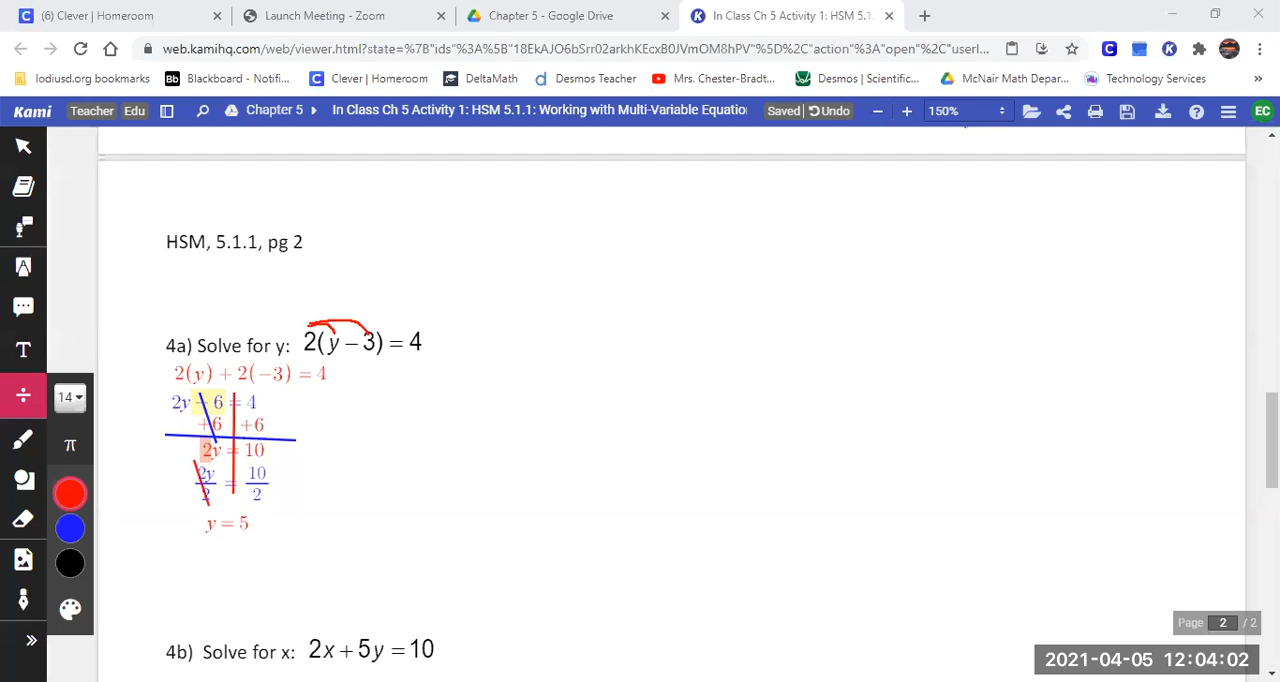 (6) Clever | Homeroom
Launch Meeting - Zoom
Chapter 5 - Google Drive
In Class Ch 5 Activity 1: HSM 5.1.
web.kamihq.com/web/viewer.html?state=%7B"ids"%3A%5B"18EkAJO6bSrr02arkhKEcxB0JVmOM8hPV"%5D%2C"action"%3A"open"%2C"userI...
lodiusd.org bookmarks
Bb Blackboard - Notifi...
Clever | Homeroom
DeltaMath
Desmos Teacher
Mrs. Chester-Bradt...
Desmos | Scientific...
McNair Math Depar...
Technology Services
»
Kami Teacher Edu
Chapter 5
In Class Ch 5 Activity 1: HSM 5.1.1: Working with Multi-Variable Equatio
Saved | Undo
150%
EC
HSM, 5.1.1, pg 2
4a) Solve for y: 2(y − 3) = 4
2(y) + 2(−3) = 4
2y − 6 = 4
+6 +6
2y = 10
2y/2 = 10/2
y = 5
4b) Solve for x: 2x + 5y = 10
14
π
T
Page 2 / 2
2021-04-05 12:04:02